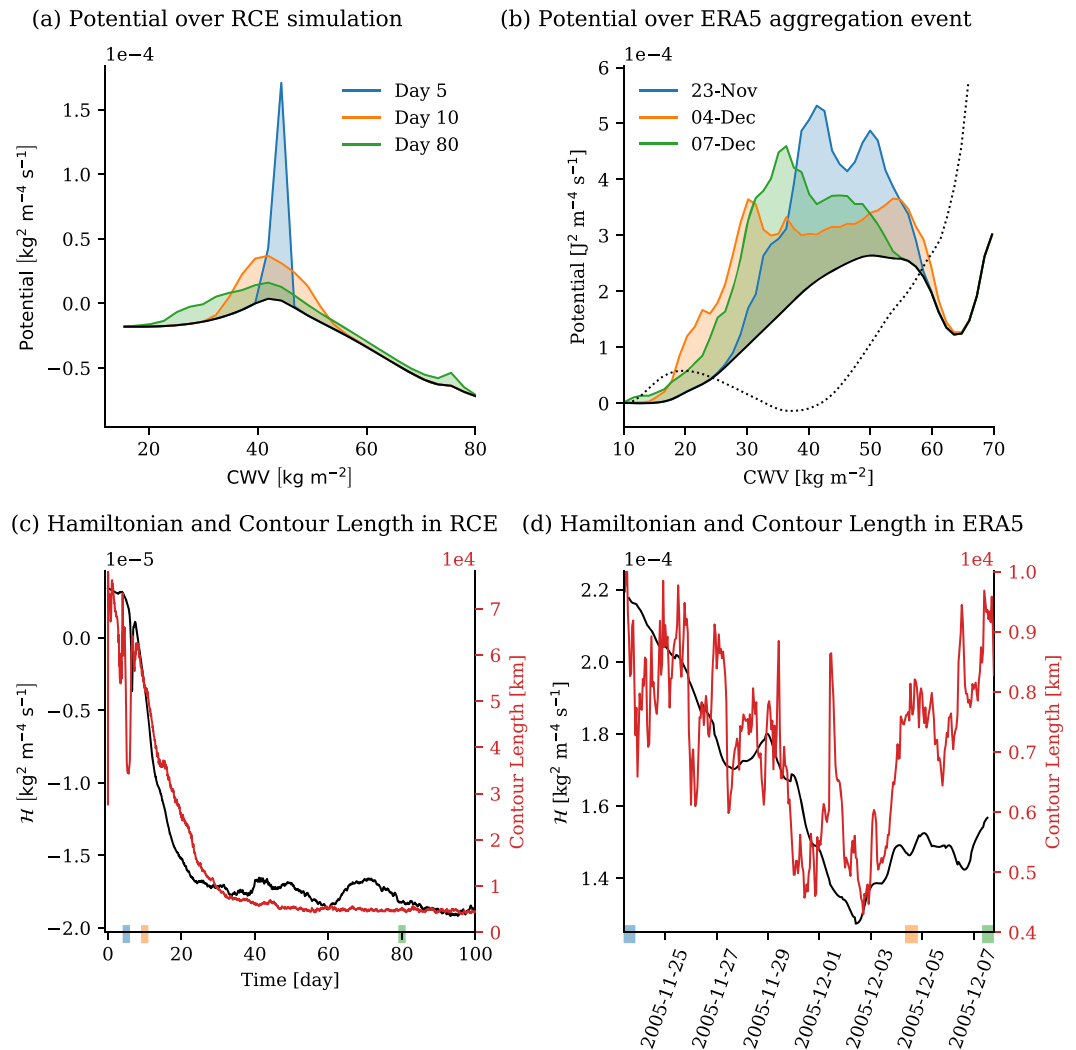 (a) Potential over RCE simulation
1e−4
Potential [kg² m⁻⁴ s⁻¹]
1.5
1.0
0.5
0.0
−0.5
20
40
60
80
CWV [kg m⁻²]
Day 5
Day 10
Day 80
(b) Potential over ERA5 aggregation event
1e−4
Potential [J² m⁻⁴ s⁻¹]
6
5
4
3
2
1
0
10
20
30
40
50
60
70
CWV [kg m⁻²]
23-Nov
04-Dec
07-Dec
(c) Hamiltonian and Contour Length in RCE
1e−5
1e4
ℋ [kg² m⁻⁴ s⁻¹]
0.0
−0.5
−1.0
−1.5
−2.0
7
6
5
4
3
2
1
0
Contour Length [km]
0
20
40
60
80
100
Time [day]
(d) Hamiltonian and Contour Length in ERA5
1e−4
1e4
ℋ [kg² m⁻⁴ s⁻¹]
2.2
2.0
1.8
1.6
1.4
1.0
0.9
0.8
0.7
0.6
0.5
0.4
Contour Length [km]
2005-11-25
2005-11-27
2005-11-29
2005-12-01
2005-12-03
2005-12-05
2005-12-07